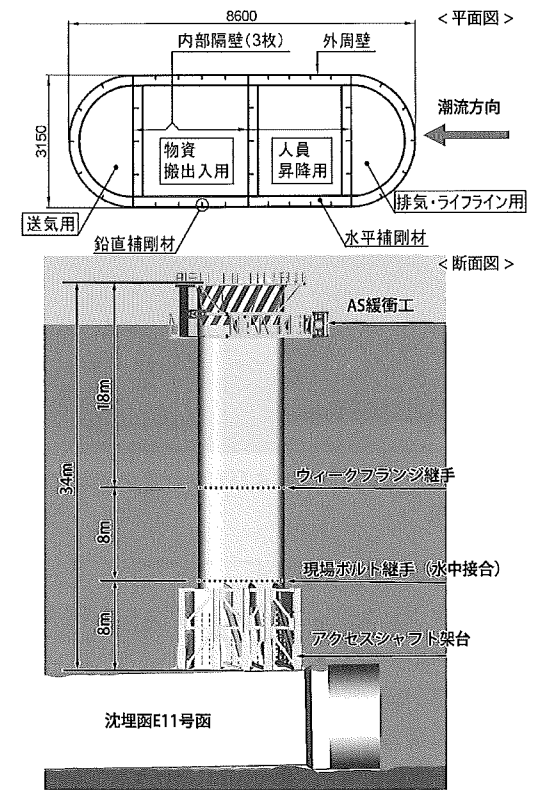 8600
<平面図>
内部隔壁(3枚)
外周壁
潮流方向
3150
物資
搬出入用
人員
昇降用
送気用
排気・ライフライン用
鉛直補剛材
水平補剛材
<断面図>
AS緩衝工
18m
34m
ウィークフランジ継手
8m
現場ボルト継手(水中接合)
8m
アクセスシャフト架台
沈埋函E11号函